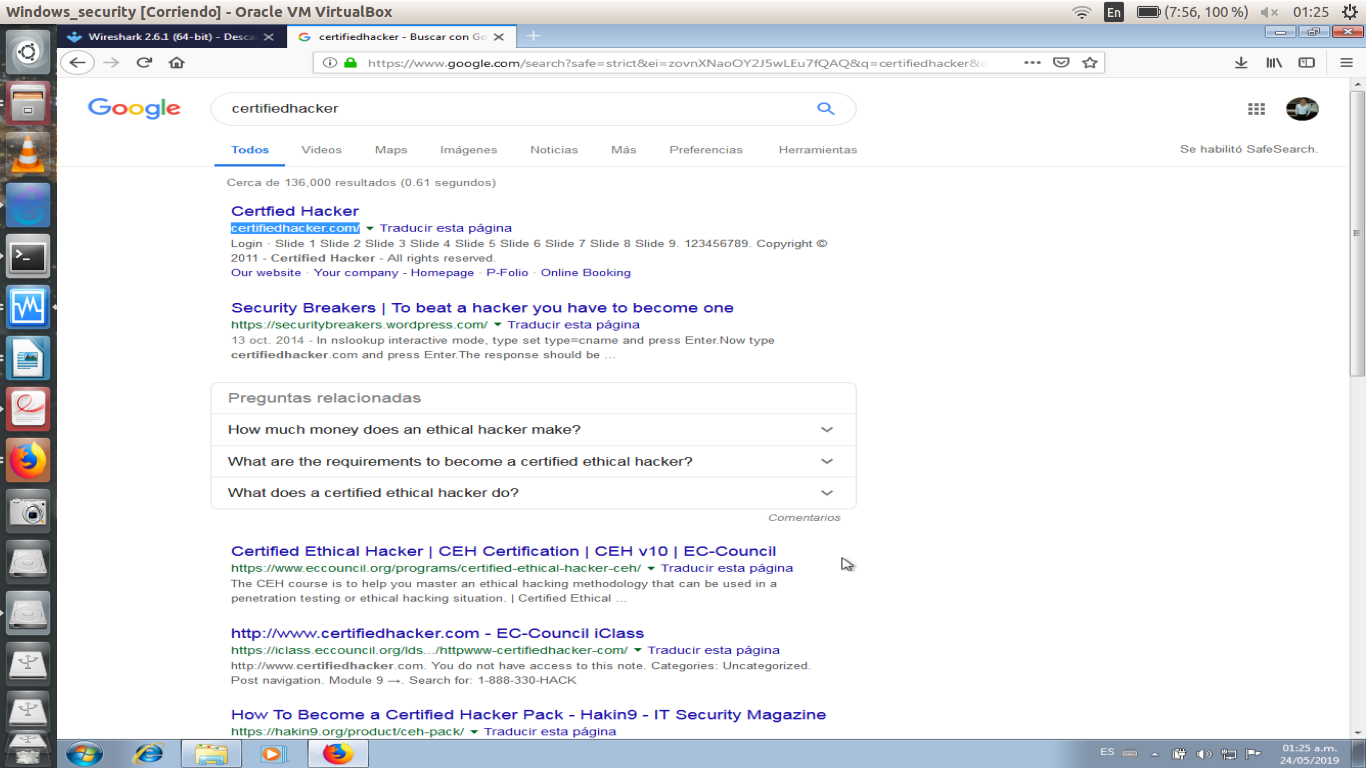 Windows_security [Corriendo] - Oracle VM VirtualBox
En (7:56, 100 %) 01:25
Wireshark 2.6.1 (64-bit) - Desca
certifiedhacker - Buscar con Go
https://www.google.com/search?safe=strict&ei=zovnXNaoOY2J5wLEu7fQAQ&q=certifiedhacker&
Google
certifiedhacker
Todos Videos Maps Imágenes Noticias Más Preferencias Herramientas
Se habilitó SafeSearch.
Cerca de 136,000 resultados (0.61 segundos)
Certfied Hacker
certifiedhacker.com/ Traducir esta página
Login · Slide 1 Slide 2 Slide 3 Slide 4 Slide 5 Slide 6 Slide 7 Slide 8 Slide 9. 123456789. Copyright ©
2011 - Certified Hacker - All rights reserved.
Our website · Your company - Homepage · P-Folio · Online Booking
Security Breakers | To beat a hacker you have to become one
https://securitybreakers.wordpress.com/ Traducir esta página
13 oct. 2014 - In nslookup interactive mode, type set type=cname and press Enter.Now type
certifiedhacker.com and press Enter.The response should be ...
Preguntas relacionadas
How much money does an ethical hacker make?
What are the requirements to become a certified ethical hacker?
What does a certified ethical hacker do?
Comentarios
Certified Ethical Hacker | CEH Certification | CEH v10 | EC-Council
https://www.eccouncil.org/programs/certified-ethical-hacker-ceh/ Traducir esta página
The CEH course is to help you master an ethical hacking methodology that can be used in a
penetration testing or ethical hacking situation. | Certified Ethical ...
http://www.certifiedhacker.com - EC-Council iClass
https://iclass.eccouncil.org/lds.../httpwww-certifiedhacker-com/ Traducir esta página
http://www.certifiedhacker.com. You do not have access to this note. Categories: Uncategorized.
Post navigation. Module 9 →. Search for: 1-888-330-HACK
How To Become a Certified Hacker Pack - Hakin9 - IT Security Magazine
https://hakin9.org/product/ceh-pack/ Traducir esta página
ES
01:25 a.m.
24/05/2019